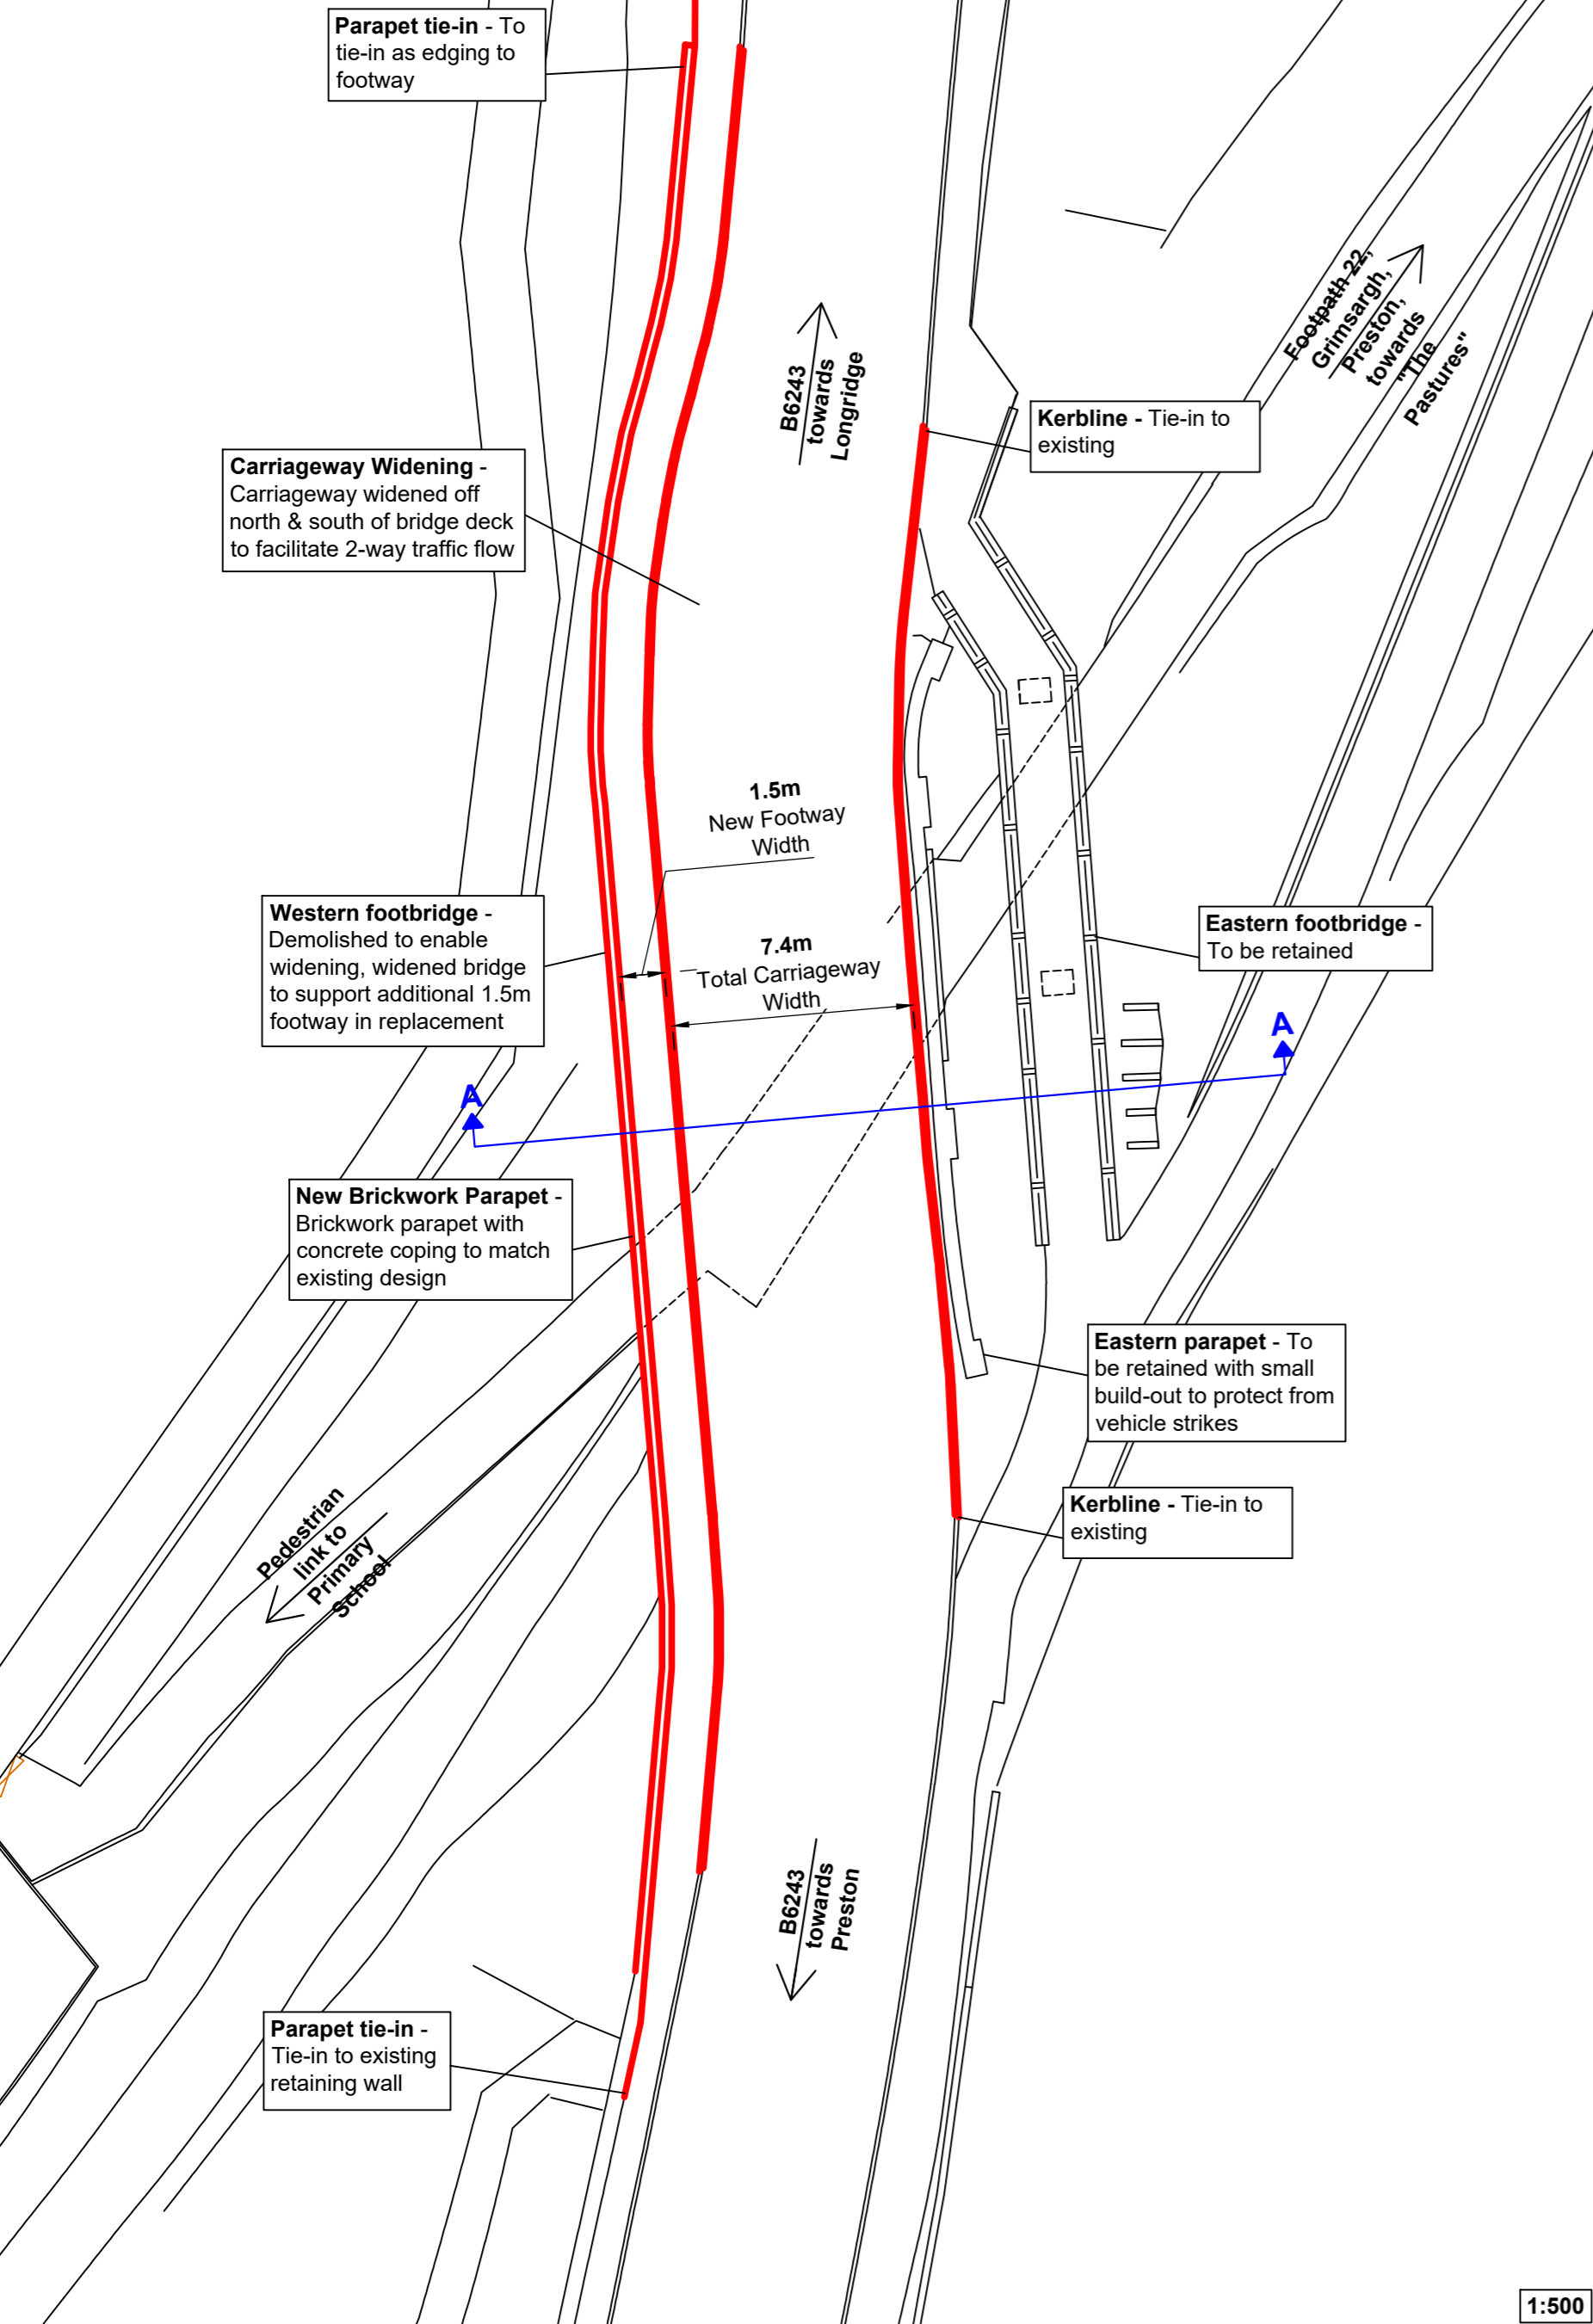 Parapet tie-in - To
tie-in as edging to
footway
B6243
towards
Longridge
Footpath 22,
Grimsargh,
Preston,
towards
"The
Pastures"
Kerbline - Tie-in to
existing
Carriageway Widening -
Carriageway widened off
north & south of bridge deck
to facilitate 2-way traffic flow
1.5m
New Footway
Width
Western footbridge -
Demolished to enable
widening, widened bridge
to support additional 1.5m
footway in replacement
7.4m
Total Carriageway
Width
Eastern footbridge -
To be retained
A
A
New Brickwork Parapet -
Brickwork parapet with
concrete coping to match
existing design
Eastern parapet - To
be retained with small
build-out to protect from
vehicle strikes
Kerbline - Tie-in to
existing
Pedestrian
link to
Primary
School
B6243
towards
Preston
Parapet tie-in -
Tie-in to existing
retaining wall
1:500